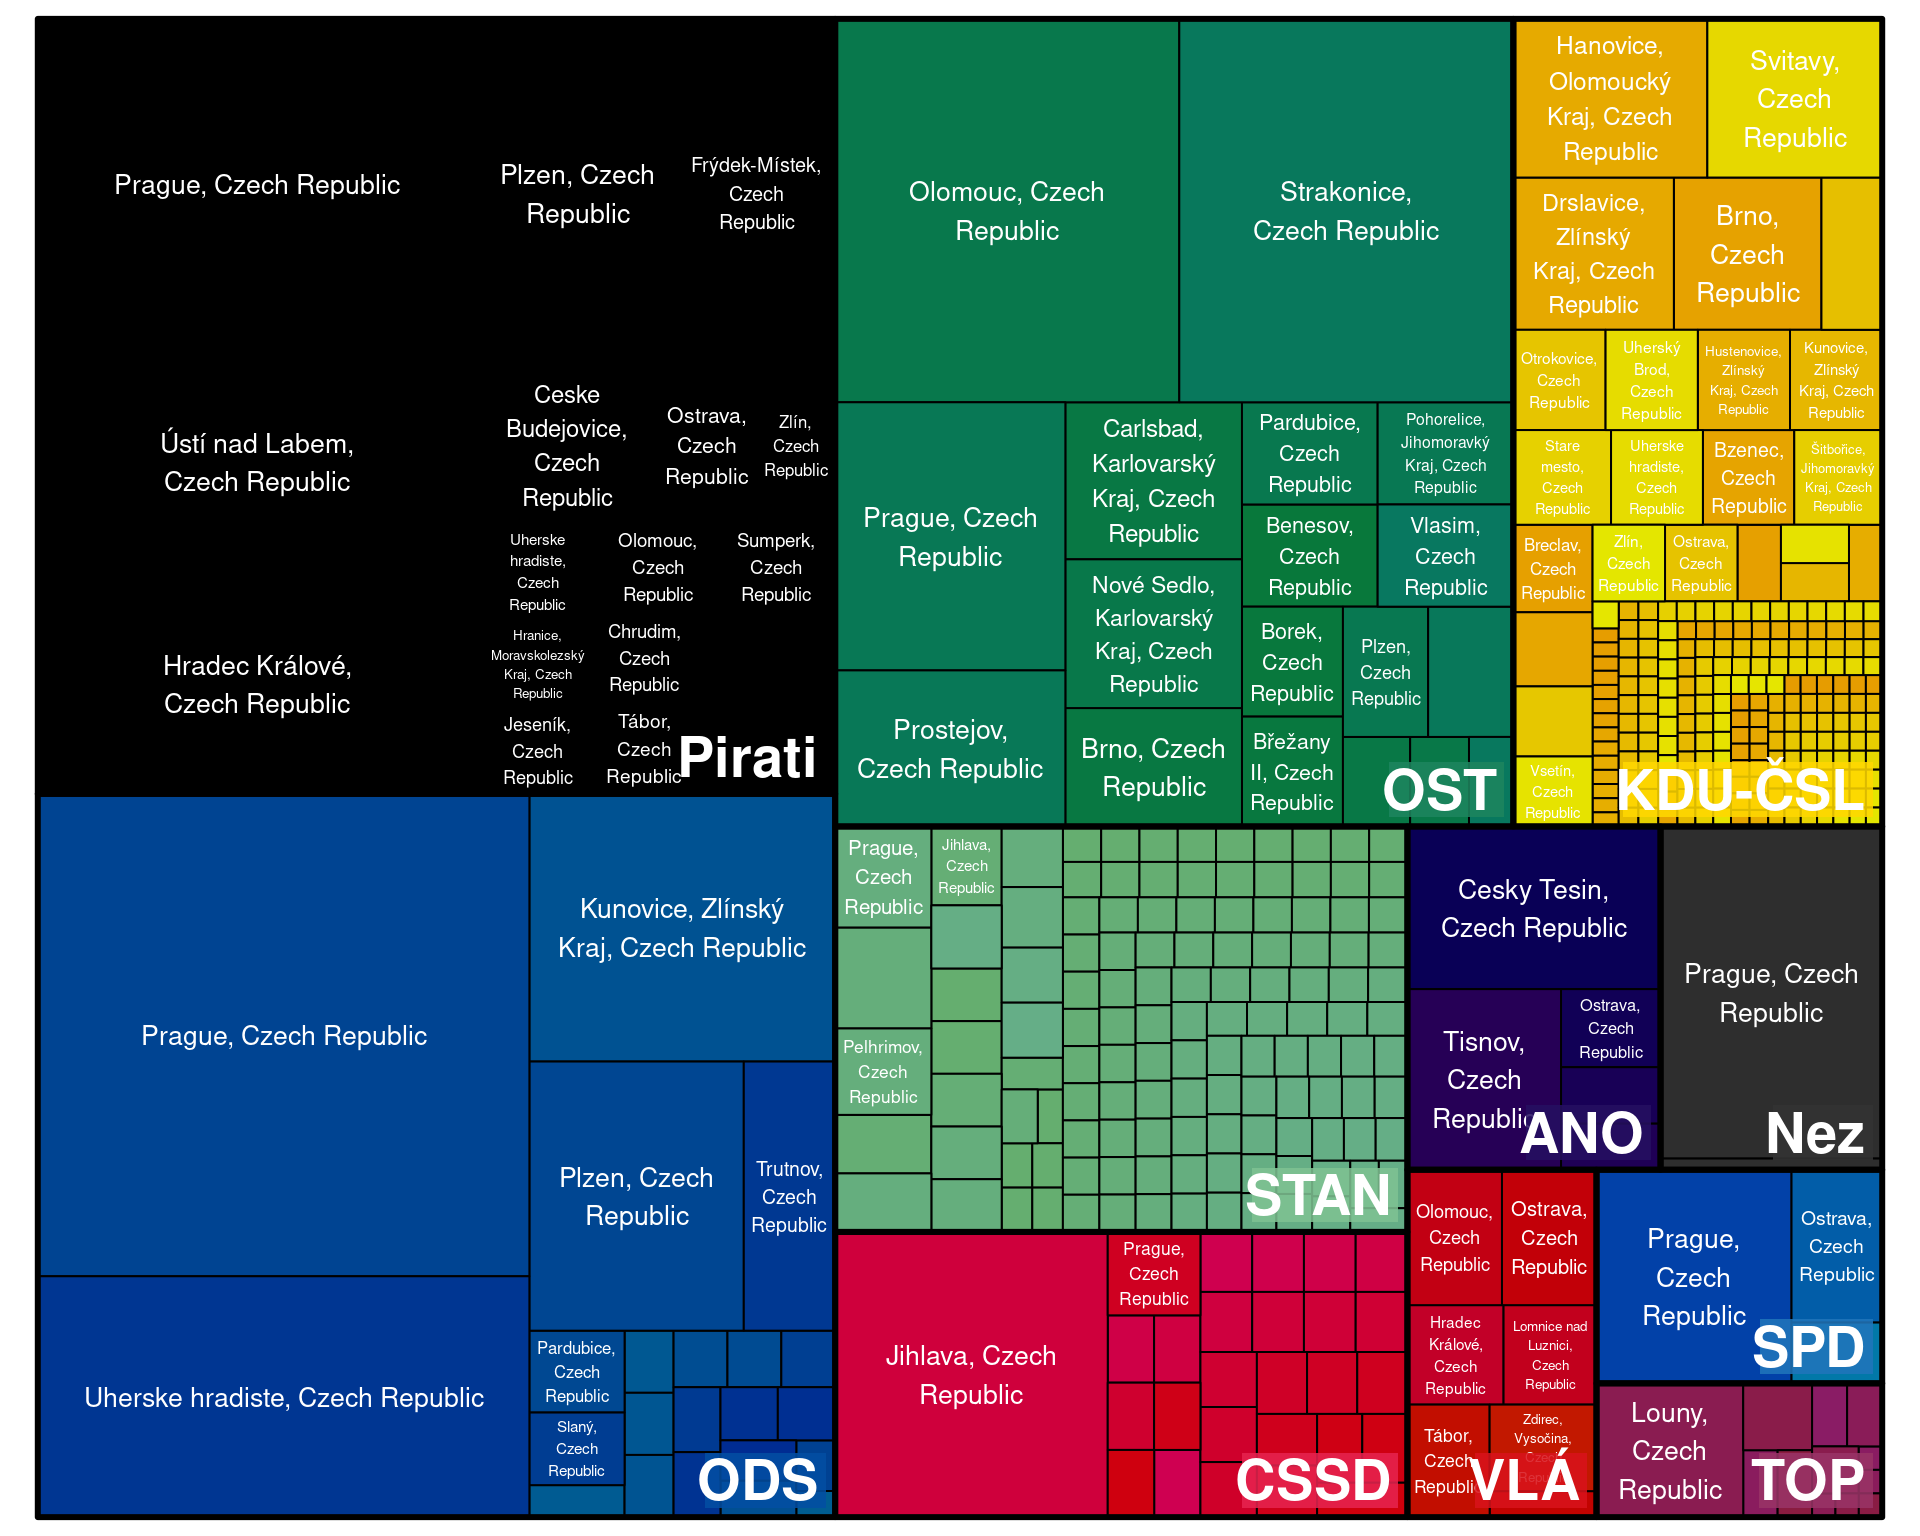 Prague, Czech Republic
Plzen, Czech
Republic
Frýdek-Místek,
Czech
Republic
Ústí nad Labem,
Czech Republic
Ceske
Budejovice,
Czech
Republic
Ostrava,
Czech
Republic
Zlín,
Czech
Republic
Hradec Králové,
Czech Republic
Uherske
hradiste,
Czech
Republic
Olomouc,
Czech
Republic
Sumperk,
Czech
Republic
Hranice,
Moravskolezský
Kraj, Czech
Republic
Chrudim,
Czech
Republic
Jeseník,
Czech
Republic
Tábor,
Czech
Republic
Pirati
Prague, Czech Republic
Uherske hradiste, Czech Republic
Kunovice, Zlínský
Kraj, Czech Republic
Plzen, Czech
Republic
Trutnov,
Czech
Republic
Pardubice,
Czech
Republic
Slaný,
Czech
Republic
ODS
Olomouc, Czech
Republic
Strakonice,
Czech Republic
Prague, Czech
Republic
Prostejov,
Czech Republic
Carlsbad,
Karlovarský
Kraj, Czech
Republic
Nové Sedlo,
Karlovarský
Kraj, Czech
Republic
Brno, Czech
Republic
Pardubice,
Czech
Republic
Pohorelice,
Jihomoravký
Kraj, Czech
Republic
Benesov,
Czech
Republic
Vlasim,
Czech
Republic
Borek,
Czech
Republic
Plzen,
Czech
Republic
Břežany
II, Czech
Republic
OST
Hanovice,
Olomoucký
Kraj, Czech
Republic
Svitavy,
Czech
Republic
Drslavice,
Zlínský
Kraj, Czech
Republic
Brno,
Czech
Republic
Otrokovice,
Czech
Republic
Uherský
Brod,
Czech
Republic
Hustenovice,
Zlínský
Kraj, Czech
Republic
Kunovice,
Zlínský
Kraj, Czech
Republic
Stare
mesto,
Czech
Republic
Uherske
hradiste,
Czech
Republic
Bzenec,
Czech
Republic
Šitbořice,
Jihomoravký
Kraj, Czech
Republic
Breclav,
Czech
Republic
Zlín,
Czech
Republic
Ostrava,
Czech
Republic
Vsetín,
Czech
Republic
KDU-ČSL
Prague,
Czech
Republic
Jihlava,
Czech
Republic
Pelhrimov,
Czech
Republic
STAN
Jihlava, Czech
Republic
Prague,
Czech
Republic
CSSD
Cesky Tesin,
Czech Republic
Tisnov,
Czech
Republic
Ostrava,
Czech
Republic
ANO
Prague, Czech
Republic
Nez
Olomouc,
Czech
Republic
Ostrava,
Czech
Republic
Hradec
Králové,
Czech
Republic
Lomnice nad
Luznici,
Czech
Republic
Tábor,
Czech
Republic
Zdirec,
Vysočina,
Czech
Republic
VLÁ
Prague,
Czech
Republic
Ostrava,
Czech
Republic
SPD
Louny,
Czech
Republic
TOP